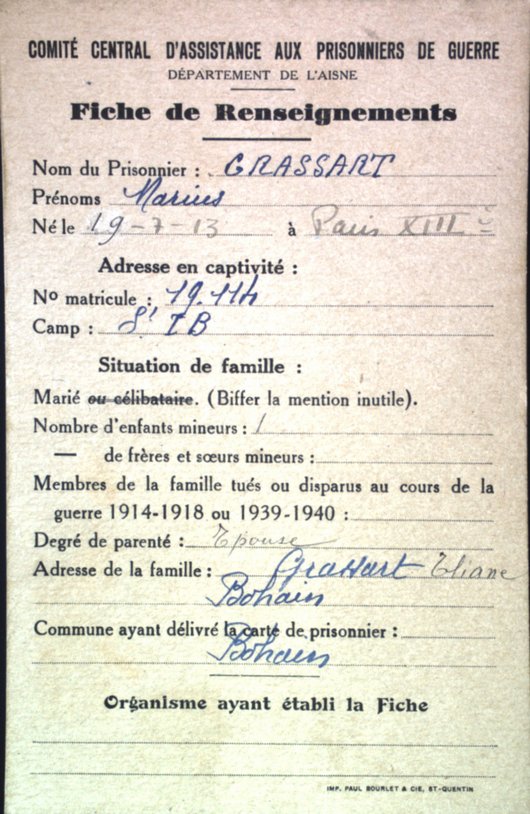 COMITÉ CENTRAL D'ASSISTANCE AUX PRISONNIERS DE GUERRE
DÉPARTEMENT DE L'AISNE
Fiche de Renseignements
Nom du Prisonnier : GRASSART
Prénoms Marius
Né le 19-7-13 à Paris XIIIe
Adresse en captivité :
No matricule : 19.114
Camp : St I B
Situation de famille :
Marié ou célibataire. (Biffer la mention inutile).
Nombre d'enfants mineurs : 1
— de frères et sœurs mineurs :
Membres de la famille tués ou disparus au cours de la
guerre 1914-1918 ou 1939-1940 :
Degré de parenté : Epouse
Adresse de la famille : Grassart Eliane
Bohain
Commune ayant délivré la carte de prisonnier :
Bohain
Organisme ayant établi la Fiche
IMP. PAUL BOURLET & CIE, ST-QUENTIN